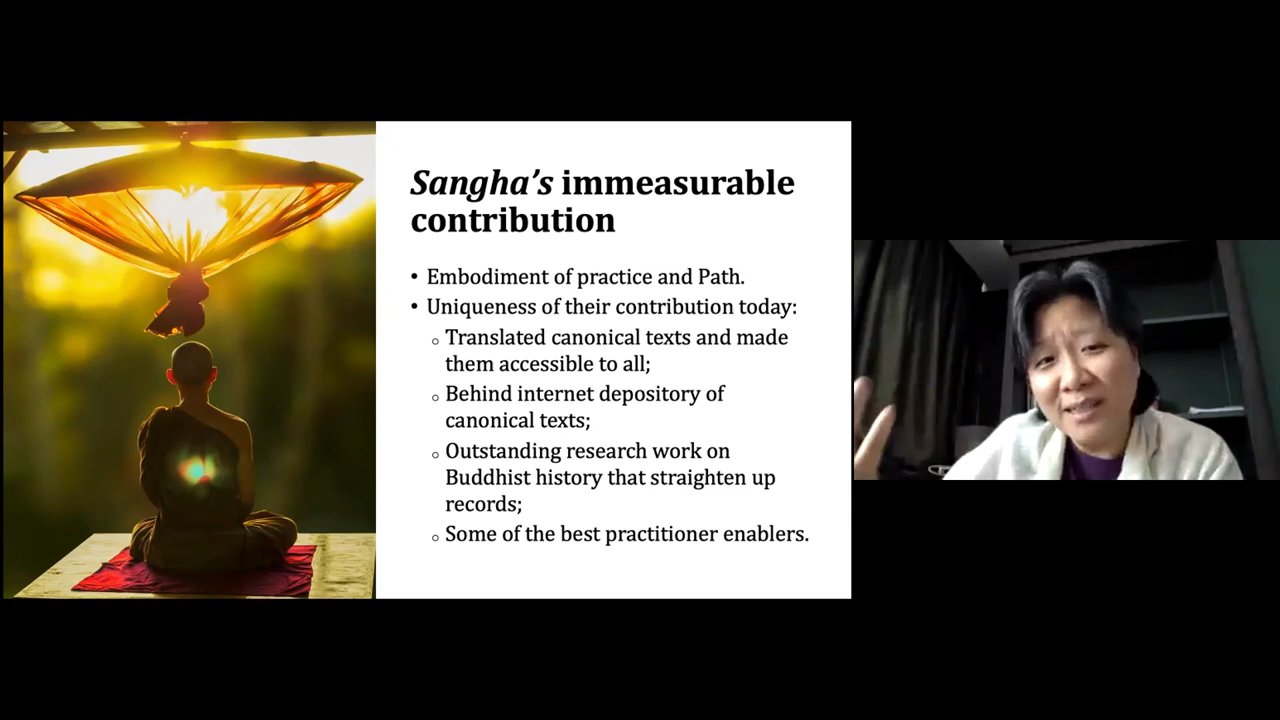 Sangha's immeasurable
contribution
• Embodiment of practice and Path.
• Uniqueness of their contribution today:
o Translated canonical texts and made
them accessible to all;
o Behind internet depository of
canonical texts;
o Outstanding research work on
Buddhist history that straighten up
records;
o Some of the best practitioner enablers.